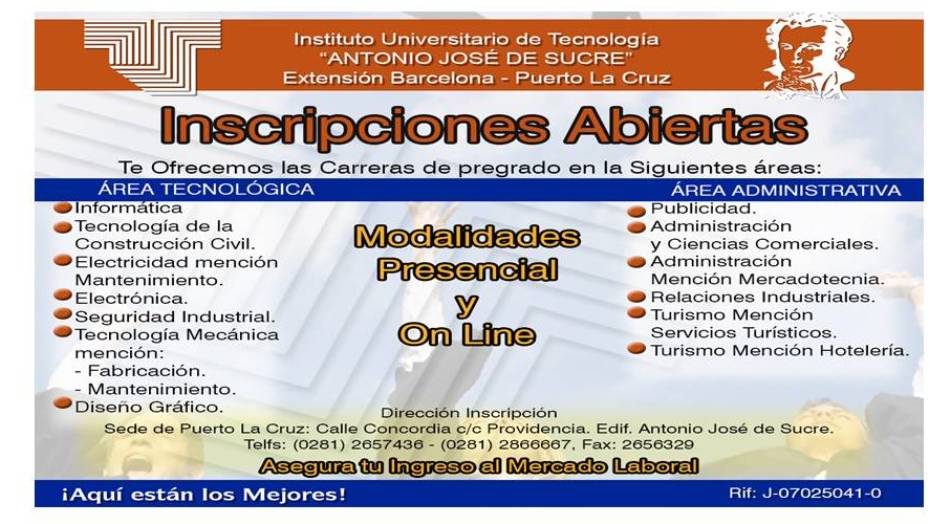 Instituto Universitario de Tecnología
"ANTONIO JOSÉ DE SUCRE"
Extensión Barcelona - Puerto La Cruz
Inscripciones Abiertas
Te Ofrecemos las Carreras de pregrado en la Siguientes áreas:
ÁREA TECNOLÓGICA
Informática
Tecnología de la
Construcción Civil.
Electricidad mención
Mantenimiento.
Electrónica.
Seguridad Industrial.
Tecnología Mecánica
mención:
- Fabricación.
- Mantenimiento.
Diseño Gráfico.
Modalidades
Presencial
y
On Line
ÁREA ADMINISTRATIVA
Publicidad.
Administración
y Ciencias Comerciales.
Administración
Mención Mercadotecnia.
Relaciones Industriales.
Turismo Mención
Servicios Turísticos.
Turismo Mención Hotelería.
Dirección Inscripción
Sede de Puerto La Cruz: Calle Concordia c/c Providencia. Edif. Antonio José de Sucre.
Telfs: (0281) 2657436 - (0281) 2866667, Fax: 2656329
Asegura tu Ingreso al Mercado Laboral
¡Aquí están los Mejores!
Rif: J-07025041-0